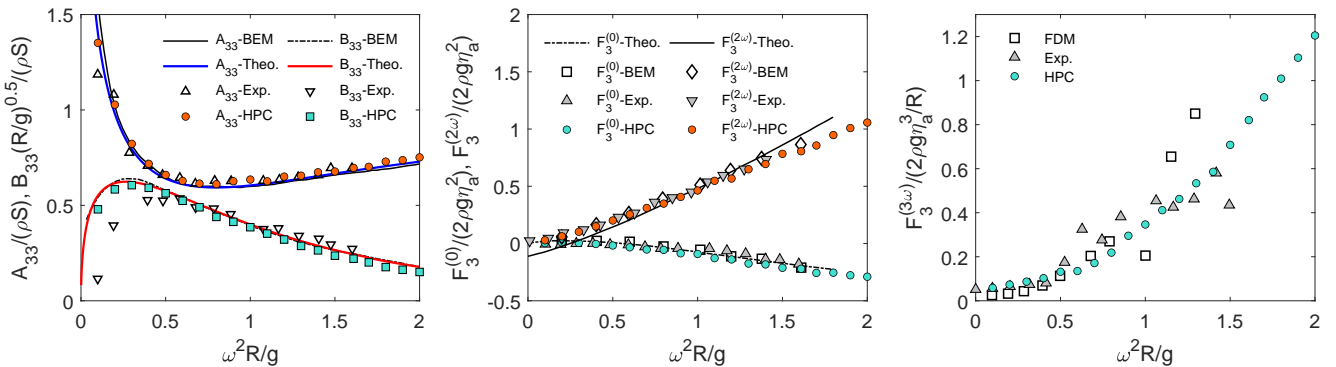 A₃₃/(ρS), B₃₃(R/g)^0.5/(ρS)
1.5
1
0.5
0
A₃₃-BEM B₃₃-BEM
A₃₃-Theo. B₃₃-Theo.
A₃₃-Exp. B₃₃-Exp.
A₃₃-HPC B₃₃-HPC
0 0.5 1 1.5 2
ω²R/g
F₃^(0)/(2ρgηₐ²), F₃^(2ω)/(2ρgηₐ²)
2
1.5
1
0.5
0
-0.5
F₃^(0)-Theo. F₃^(2ω)-Theo.
F₃^(0)-BEM F₃^(2ω)-BEM
F₃^(0)-Exp. F₃^(2ω)-Exp.
F₃^(0)-HPC F₃^(2ω)-HPC
0 0.5 1 1.5 2
ω²R/g
F₃^(3ω)/(2ρgηₐ³/R)
1.2
1
0.8
0.6
0.4
0.2
0
FDM
Exp.
HPC
0 0.5 1 1.5 2
ω²R/g